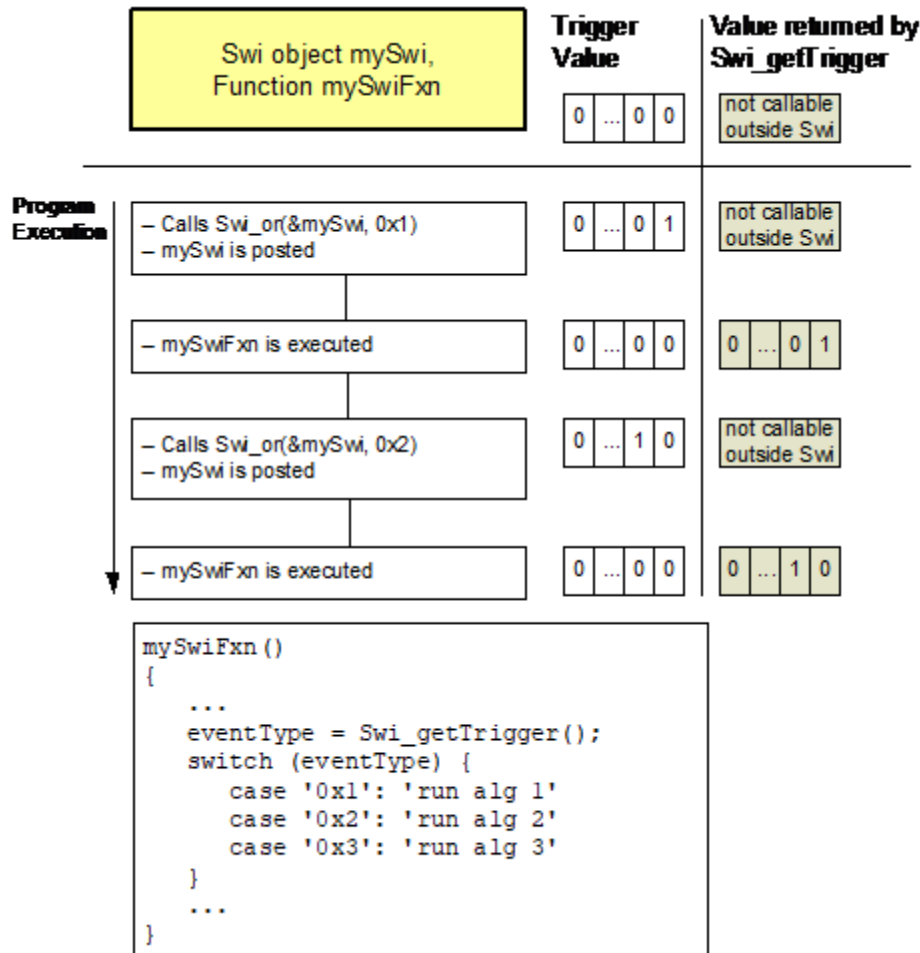 Swi object mySwi,
Function mySwiFxn
Trigger
Value
Value returned by
Swi_getTrigger
0 ... 0 0
not callable
outside Swi
Program
Execution
– Calls Swi_or(&mySwi, 0x1)
– mySwi is posted
0 ... 0 1
not callable
outside Swi
– mySwiFxn is executed
0 ... 0 0
0 ... 0 1
– Calls Swi_or(&mySwi, 0x2)
– mySwi is posted
0 ... 1 0
not callable
outside Swi
– mySwiFxn is executed
0 ... 0 0
0 ... 1 0
mySwiFxn()
{
...
eventType = Swi_getTrigger();
switch (eventType) {
case '0x1': 'run alg 1'
case '0x2': 'run alg 2'
case '0x3': 'run alg 3'
}
...
}